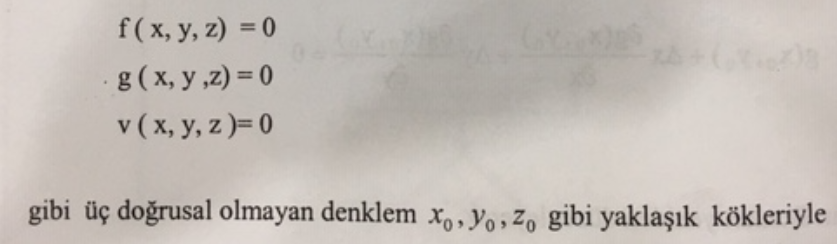 f ( x, y, z) = 0
g ( x, y ,z) = 0
v ( x, y, z )= 0
gibi üç doğrusal olmayan denklem x₀ , y₀ , z₀ gibi yaklaşık kökleriyle